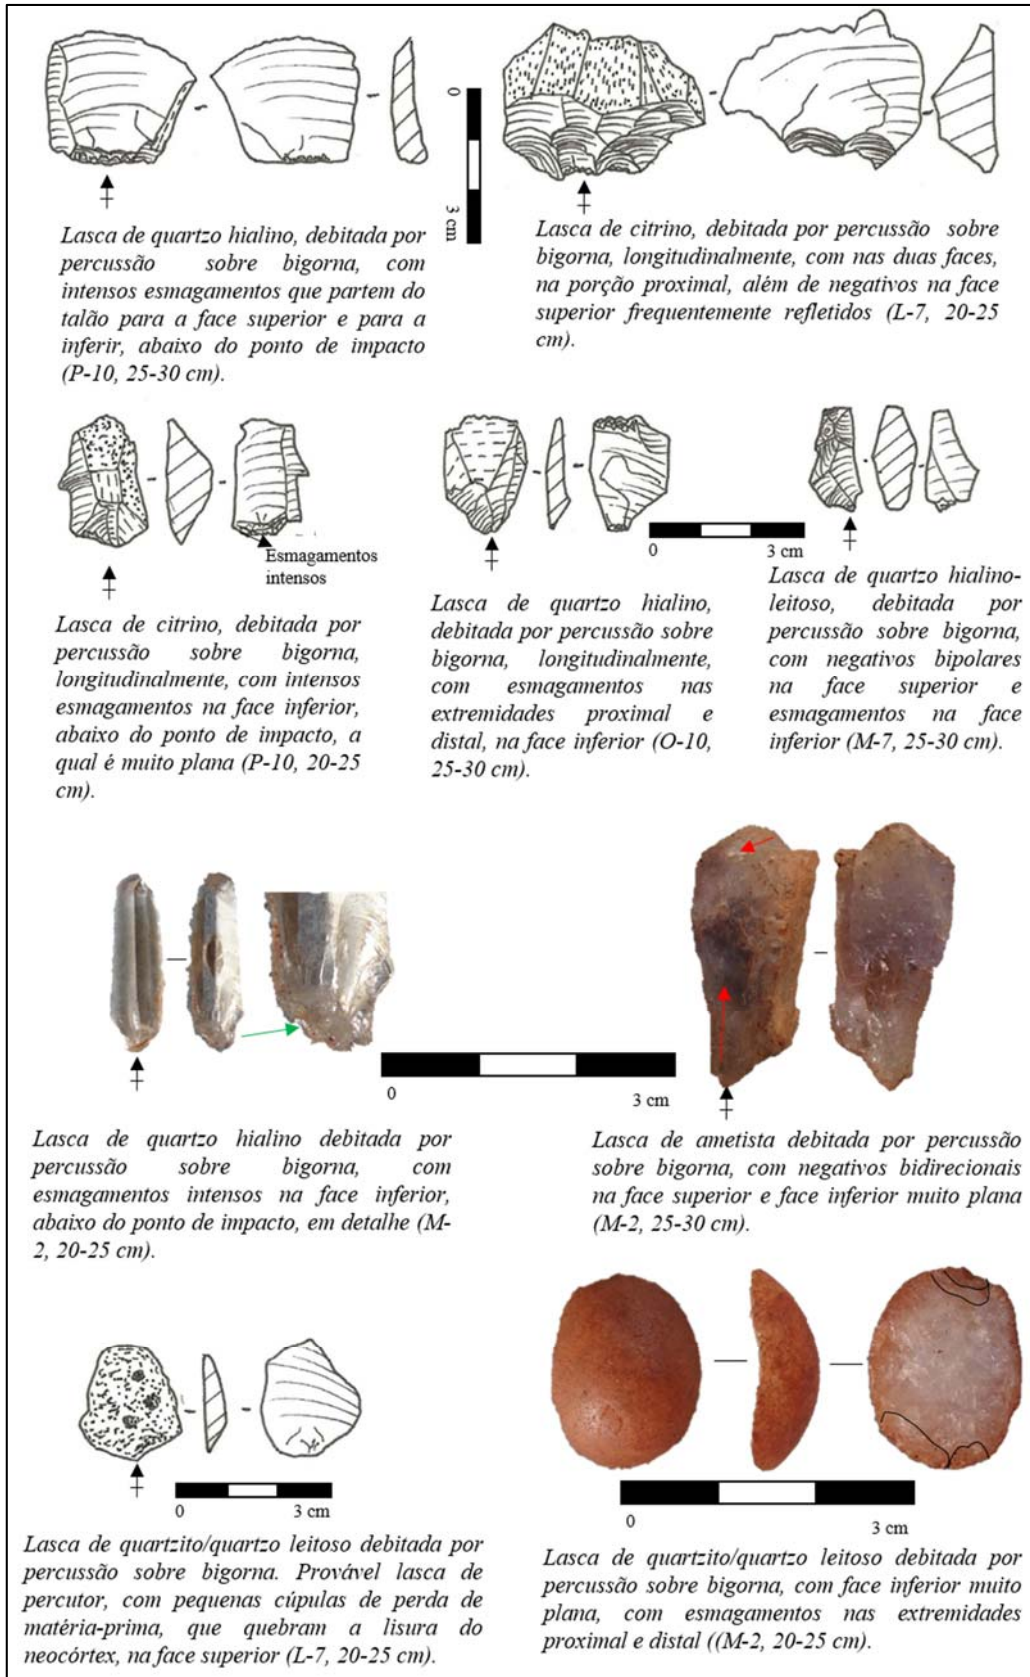 0
3 cm
Lasca de quartzo hialino, debitada por
percussão sobre bigorna, com
intensos esmagamentos que partem do
talão para a face superior e para a
inferir, abaixo do ponto de impacto
(P-10, 25-30 cm).
Lasca de citrino, debitada por percussão sobre
bigorna, longitudinalmente, com nas duas faces,
na porção proximal, além de negativos na face
superior frequentemente refletidos (L-7, 20-25
cm).
Esmagamentos
intensos
0
3 cm
Lasca de citrino, debitada por
percussão sobre bigorna,
longitudinalmente, com intensos
esmagamentos na face inferior,
abaixo do ponto de impacto, a
qual é muito plana (P-10, 20-25
cm).
Lasca de quartzo hialino,
debitada por percussão sobre
bigorna, longitudinalmente,
com esmagamentos nas
extremidades proximal e
distal, na face inferior (O-10,
25-30 cm).
Lasca de quartzo hialino-
leitoso, debitada por
percussão sobre bigorna,
com negativos bipolares
na face superior e
esmagamentos na face
inferior (M-7, 25-30 cm).
0
3 cm
Lasca de quartzo hialino debitada por
percussão sobre bigorna, com
esmagamentos intensos na face inferior,
abaixo do ponto de impacto, em detalhe (M-
2, 20-25 cm).
Lasca de ametista debitada por percussão
sobre bigorna, com negativos bidirecionais
na face superior e face inferior muito plana
(M-2, 25-30 cm).
0
3 cm
0
3 cm
Lasca de quartzito/quartzo leitoso debitada por
percussão sobre bigorna. Provável lasca de
percutor, com pequenas cúpulas de perda de
matéria-prima, que quebram a lisura do
neocórtex, na face superior (L-7, 20-25 cm).
Lasca de quartzito/quartzo leitoso debitada por
percussão sobre bigorna, com face inferior muito
plana, com esmagamentos nas extremidades
proximal e distal ((M-2, 20-25 cm).